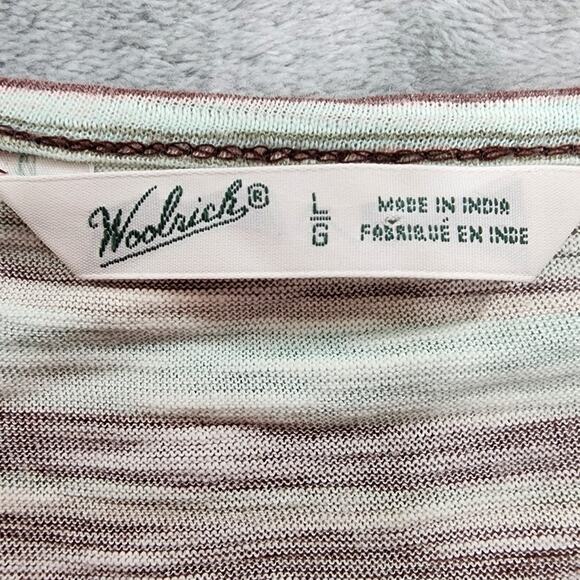 Woolrich®
L
G
MADE IN INDIA
FABRIQUÉ EN INDE